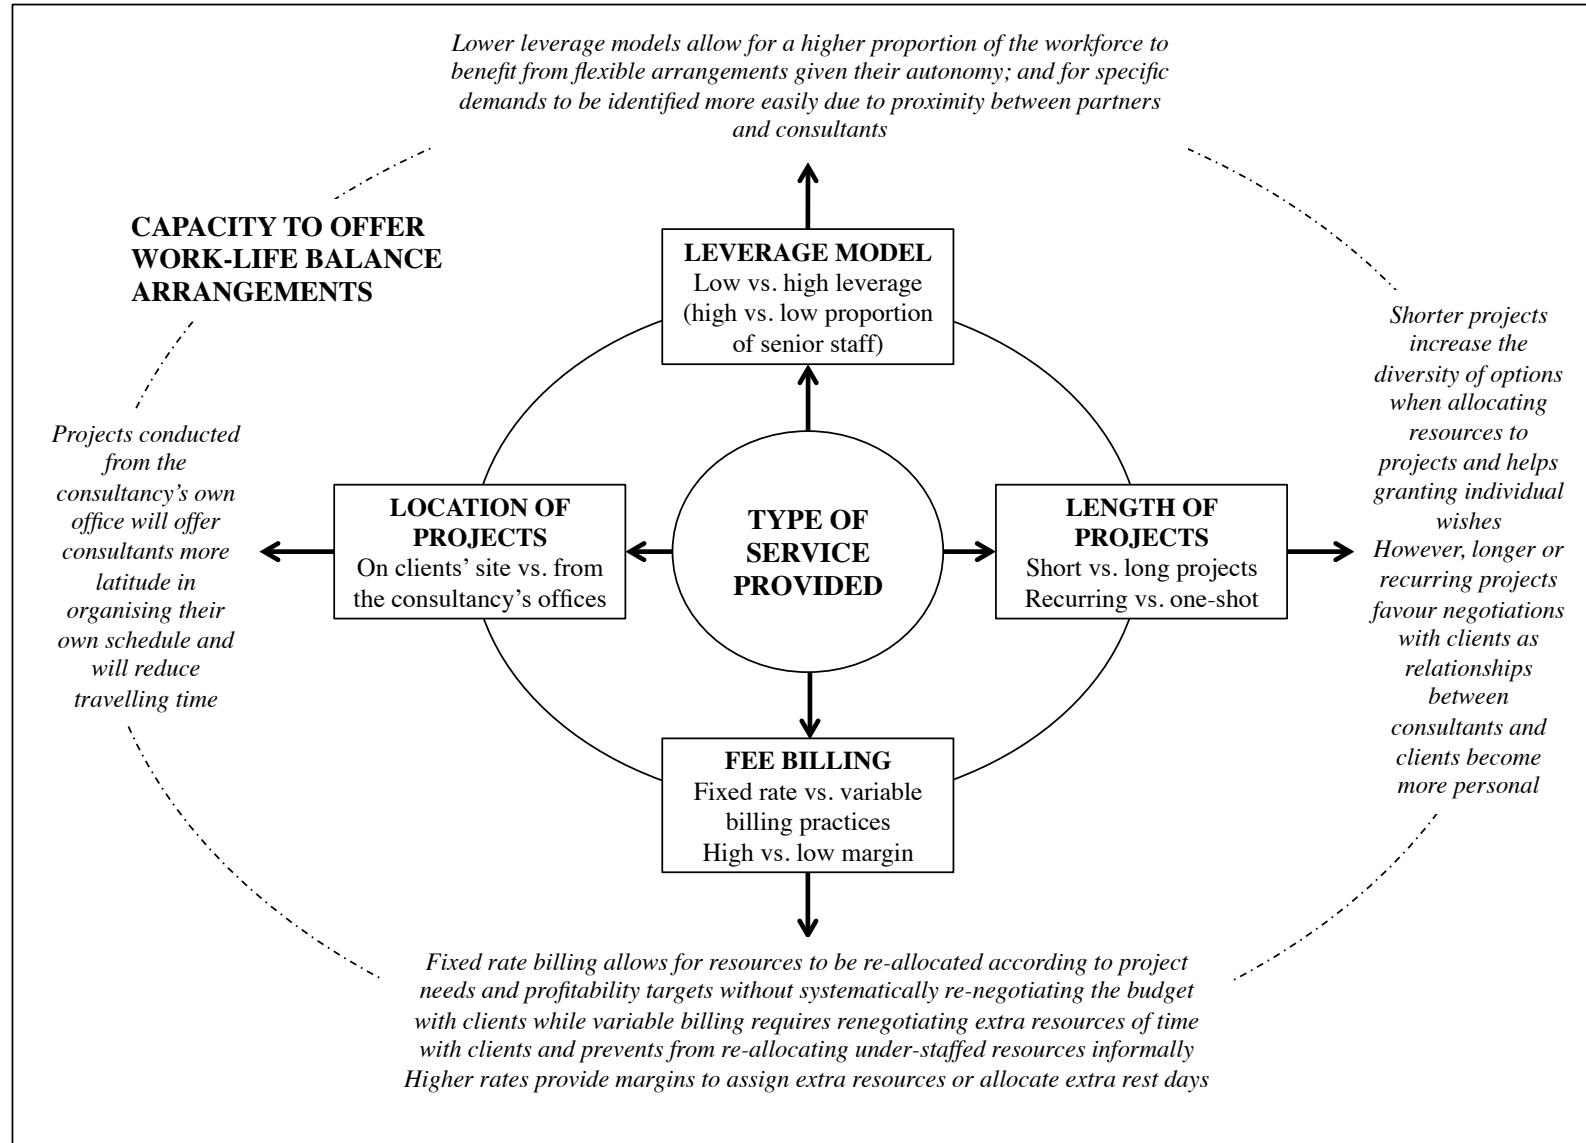 Lower leverage models allow for a higher proportion of the workforce to
benefit from flexible arrangements given their autonomy; and for specific
demands to be identified more easily due to proximity between partners
and consultants
CAPACITY TO OFFER
WORK-LIFE BALANCE
ARRANGEMENTS
LEVERAGE MODEL
Low vs. high leverage
(high vs. low proportion
of senior staff)
Projects conducted
from the
consultancy’s own
office will offer
consultants more
latitude in
organising their
own schedule and
will reduce
travelling time
LOCATION OF
PROJECTS
On clients’ site vs. from
the consultancy’s offices
TYPE OF
SERVICE
PROVIDED
LENGTH OF
PROJECTS
Short vs. long projects
Recurring vs. one-shot
Shorter projects
increase the
diversity of options
when allocating
resources to
projects and helps
granting individual
wishes
However, longer or
recurring projects
favour negotiations
with clients as
relationships
between
consultants and
clients become
more personal
FEE BILLING
Fixed rate vs. variable
billing practices
High vs. low margin
Fixed rate billing allows for resources to be re-allocated according to project
needs and profitability targets without systematically re-negotiating the budget
with clients while variable billing requires renegotiating extra resources of time
with clients and prevents from re-allocating under-staffed resources informally
Higher rates provide margins to assign extra resources or allocate extra rest days